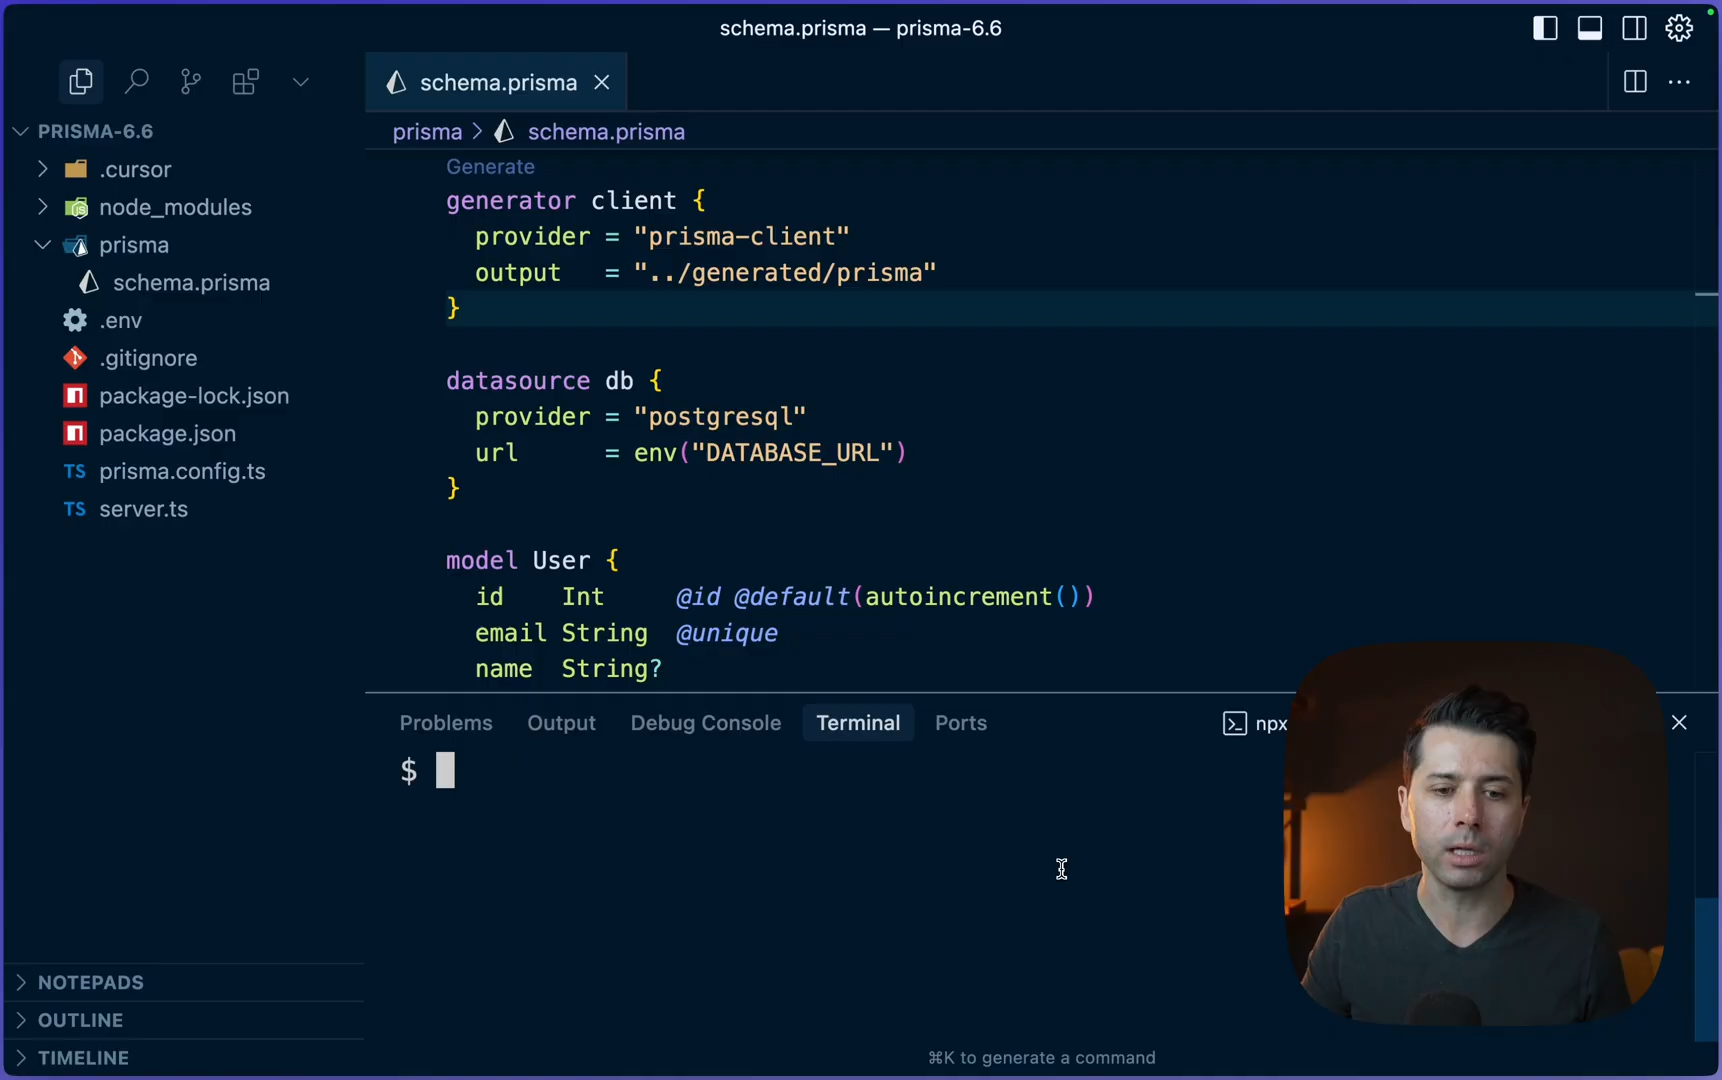 schema.prisma — prisma-6.6
schema.prisma
PRISMA-6.6
prisma > schema.prisma
.cursor
node_modules
prisma
schema.prisma
.env
.gitignore
package-lock.json
package.json
TS prisma.config.ts
TS server.ts
Generate
generator client {
provider = "prisma-client"
output = "../generated/prisma"
}
datasource db {
provider = "postgresql"
url = env("DATABASE_URL")
}
model User {
id Int @id @default(autoincrement())
email String @unique
name String?
Problems Output Debug Console Terminal Ports npx
$
NOTEPADS
OUTLINE
TIMELINE
⌘K to generate a command